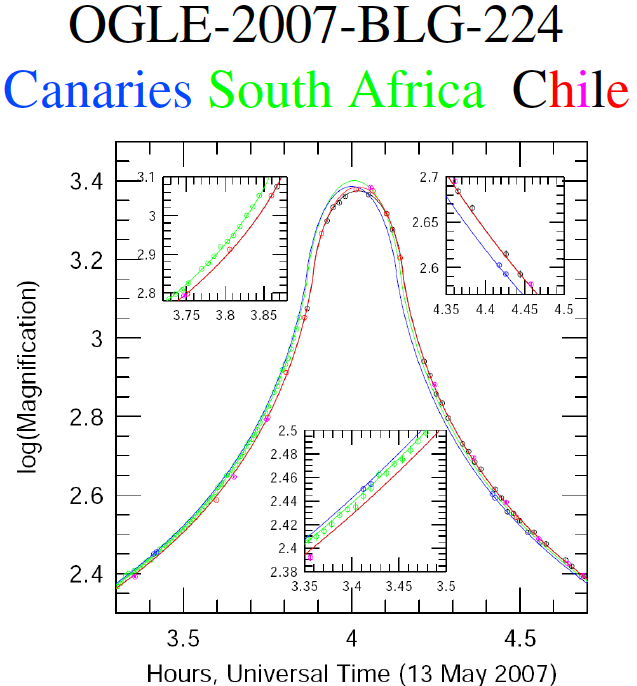 OGLE-2007-BLG-224
Canaries South Africa Chile
log(Magnification)
3.4
3.2
3
2.8
2.6
2.4
3.1
3
2.9
2.8
3.75 3.8 3.85
2.7
2.65
2.6
4.35 4.4 4.45 4.5
2.5
2.48
2.46
2.44
2.42
2.4
2.38
3.35 3.4 3.45 3.5
3.5 4 4.5
Hours, Universal Time (13 May 2007)